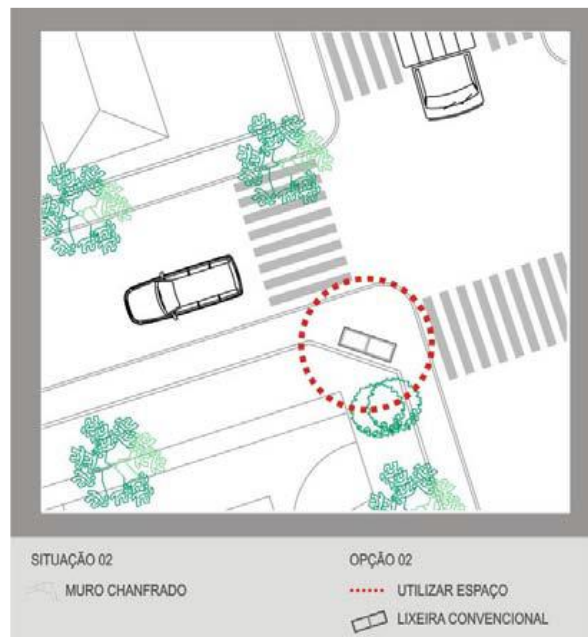 SITUAÇÃO 02
MURO CHANFRADO
OPÇÃO 02
UTILIZAR ESPAÇO
LIXEIRA CONVENCIONAL